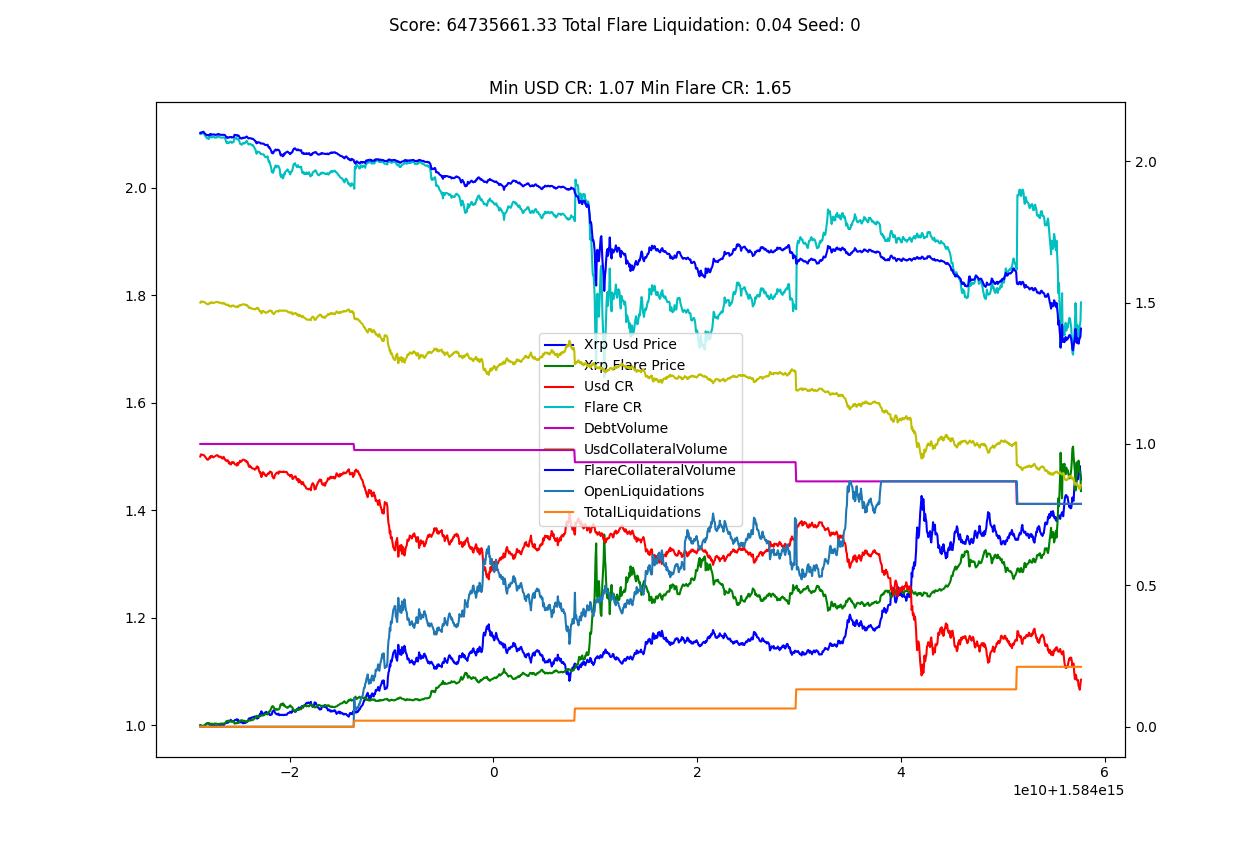 Score: 64735661.33 Total Flare Liquidation: 0.04 Seed: 0
Min USD CR: 1.07 Min Flare CR: 1.65
2.0
1.8
1.6
1.4
1.2
1.0
2.0
1.5
1.0
0.5
0.0
Xrp Usd Price
Xrp Flare Price
Usd CR
Flare CR
DebtVolume
UsdCollateralVolume
FlareCollateralVolume
OpenLiquidations
TotalLiquidations
−2 0 2 4 6
1e10+1.584e15